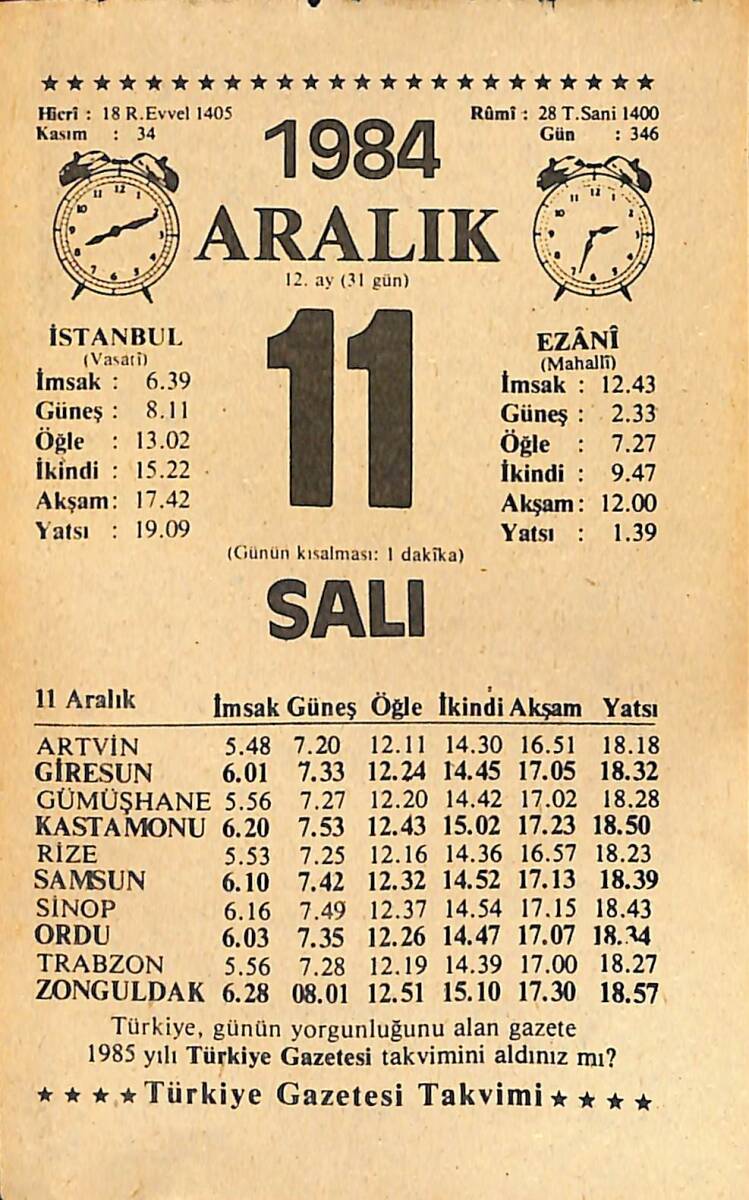 ★ ★ ★ ★ ★ ★ ★ ★ ★ ★ ★ ★ ★ ★ ★ ★ ★ ★ ★ ★ ★ ★ ★ ★
Hicrî : 18 R.Evvel 1405
Kasım : 34
Rûmî : 28 T.Sani 1400
Gün : 346
1984
ARALIK
12. ay (31 gün)
11
İSTANBUL
(Vasatî)
İmsak : 6.39
Güneş : 8.11
Öğle : 13.02
İkindi : 15.22
Akşam : 17.42
Yatsı : 19.09
EZÂNÎ
(Mahallî)
İmsak : 12.43
Güneş : 2.33
Öğle : 7.27
İkindi : 9.47
Akşam : 12.00
Yatsı : 1.39
(Günün kısalması: 1 dakîka)
SALI
11 Aralık İmsak Güneş Öğle İkindi Akşam Yatsı
ARTVİN 5.48 7.20 12.11 14.30 16.51 18.18
GİRESUN 6.01 7.33 12.24 14.45 17.05 18.32
GÜMÜŞHANE 5.56 7.27 12.20 14.42 17.02 18.28
KASTAMONU 6.20 7.53 12.43 15.02 17.23 18.50
RİZE 5.53 7.25 12.16 14.36 16.57 18.23
SAMSUN 6.10 7.42 12.32 14.52 17.13 18.39
SİNOP 6.16 7.49 12.37 14.54 17.15 18.43
ORDU 6.03 7.35 12.26 14.47 17.07 18.34
TRABZON 5.56 7.28 12.19 14.39 17.00 18.27
ZONGULDAK 6.28 08.01 12.51 15.10 17.30 18.57
Türkiye, günün yorgunluğunu alan gazete
1985 yılı Türkiye Gazetesi takvimini aldınız mı?
★ ★ ★ ★ Türkiye Gazetesi Takvimi ★ ★ ★ ★